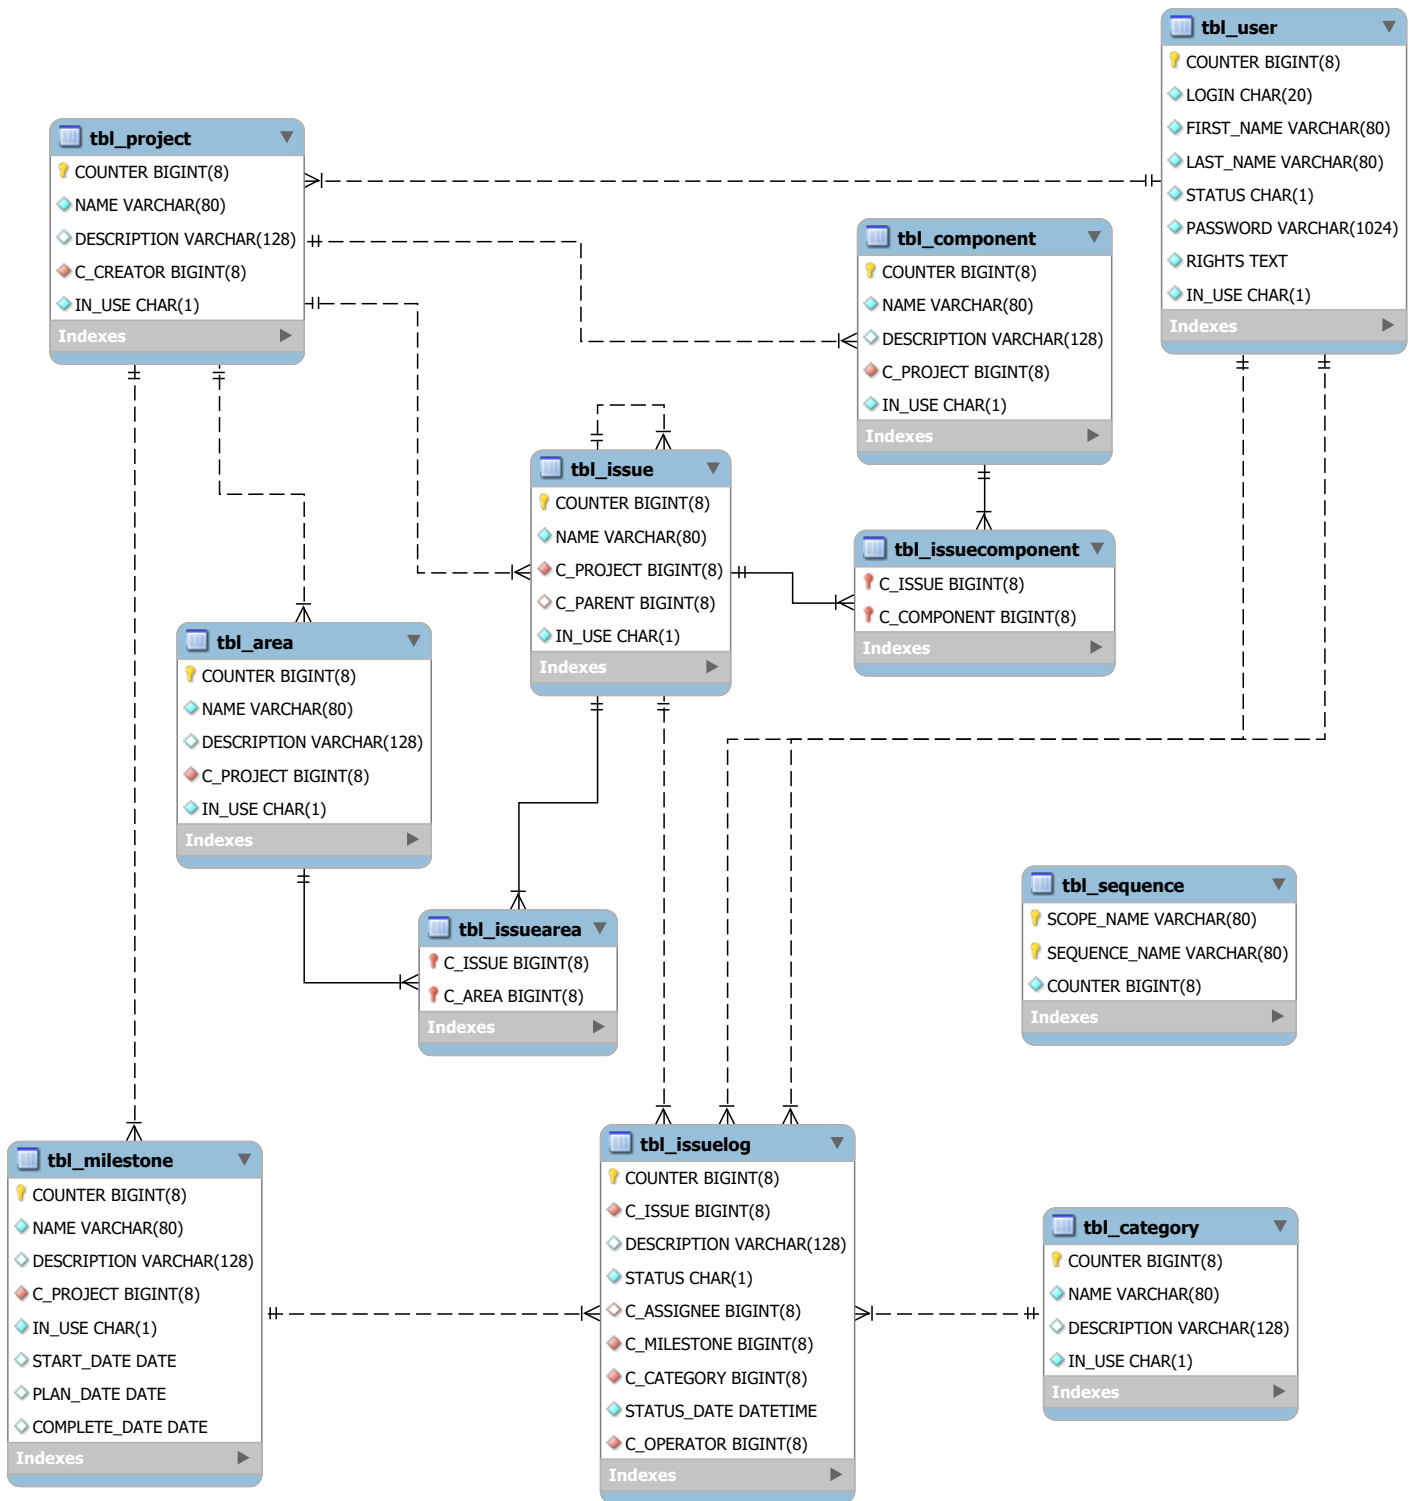 tbl_user
COUNTER BIGINT(8)
LOGIN CHAR(20)
FIRST_NAME VARCHAR(80)
LAST_NAME VARCHAR(80)
STATUS CHAR(1)
PASSWORD VARCHAR(1024)
RIGHTS TEXT
IN_USE CHAR(1)
Indexes
tbl_project
COUNTER BIGINT(8)
NAME VARCHAR(80)
DESCRIPTION VARCHAR(128)
C_CREATOR BIGINT(8)
IN_USE CHAR(1)
Indexes
tbl_component
COUNTER BIGINT(8)
NAME VARCHAR(80)
DESCRIPTION VARCHAR(128)
C_PROJECT BIGINT(8)
IN_USE CHAR(1)
Indexes
tbl_issue
COUNTER BIGINT(8)
NAME VARCHAR(80)
C_PROJECT BIGINT(8)
C_PARENT BIGINT(8)
IN_USE CHAR(1)
Indexes
tbl_issuecomponent
C_ISSUE BIGINT(8)
C_COMPONENT BIGINT(8)
Indexes
tbl_area
COUNTER BIGINT(8)
NAME VARCHAR(80)
DESCRIPTION VARCHAR(128)
C_PROJECT BIGINT(8)
IN_USE CHAR(1)
Indexes
tbl_sequence
SCOPE_NAME VARCHAR(80)
SEQUENCE_NAME VARCHAR(80)
COUNTER BIGINT(8)
Indexes
tbl_issuearea
C_ISSUE BIGINT(8)
C_AREA BIGINT(8)
Indexes
tbl_milestone
COUNTER BIGINT(8)
NAME VARCHAR(80)
DESCRIPTION VARCHAR(128)
C_PROJECT BIGINT(8)
IN_USE CHAR(1)
START_DATE DATE
PLAN_DATE DATE
COMPLETE_DATE DATE
Indexes
tbl_issuelog
COUNTER BIGINT(8)
C_ISSUE BIGINT(8)
DESCRIPTION VARCHAR(128)
STATUS CHAR(1)
C_ASSIGNEE BIGINT(8)
C_MILESTONE BIGINT(8)
C_CATEGORY BIGINT(8)
STATUS_DATE DATETIME
C_OPERATOR BIGINT(8)
Indexes
tbl_category
COUNTER BIGINT(8)
NAME VARCHAR(80)
DESCRIPTION VARCHAR(128)
IN_USE CHAR(1)
Indexes